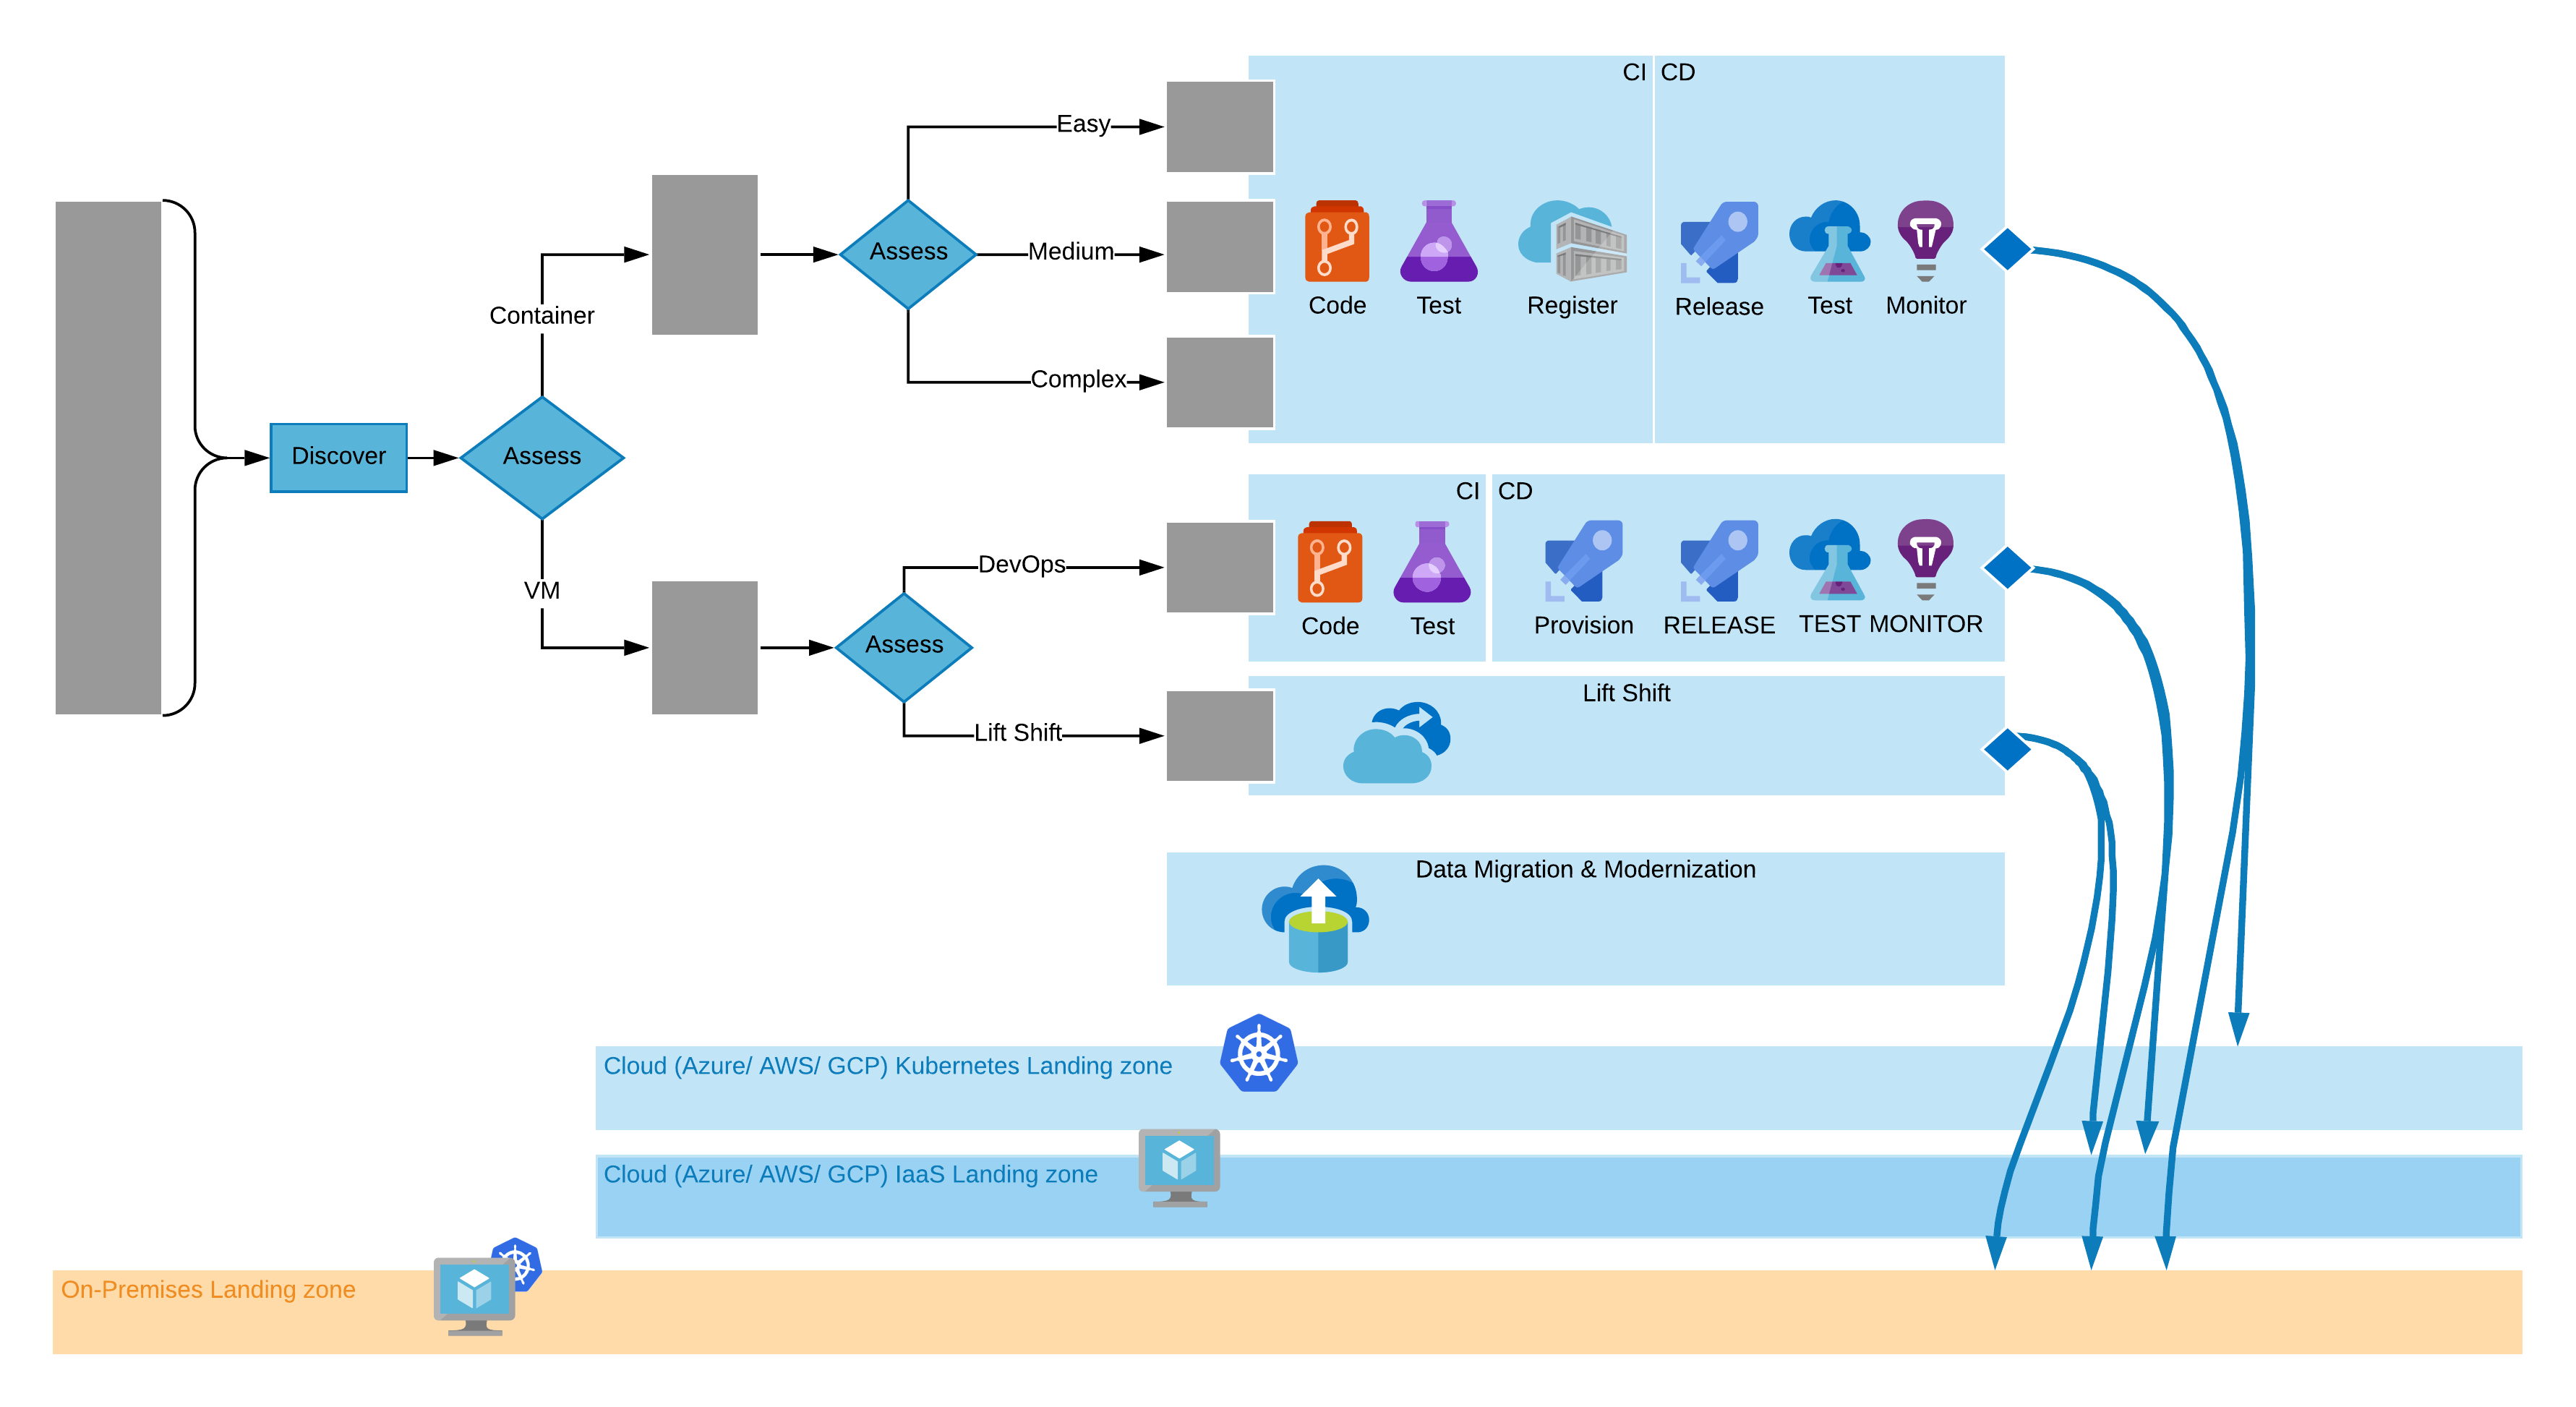 CI
CD
Easy
Assess
Medium
Complex
Code
Test
Register
Release
Test
Monitor
Container
Discover
Assess
VM
CI
CD
DevOps
Assess
Lift Shift
Code
Test
Provision
RELEASE
TEST
MONITOR
Lift Shift
Data Migration & Modernization
Cloud (Azure/ AWS/ GCP) Kubernetes Landing zone
Cloud (Azure/ AWS/ GCP) IaaS Landing zone
On-Premises Landing zone